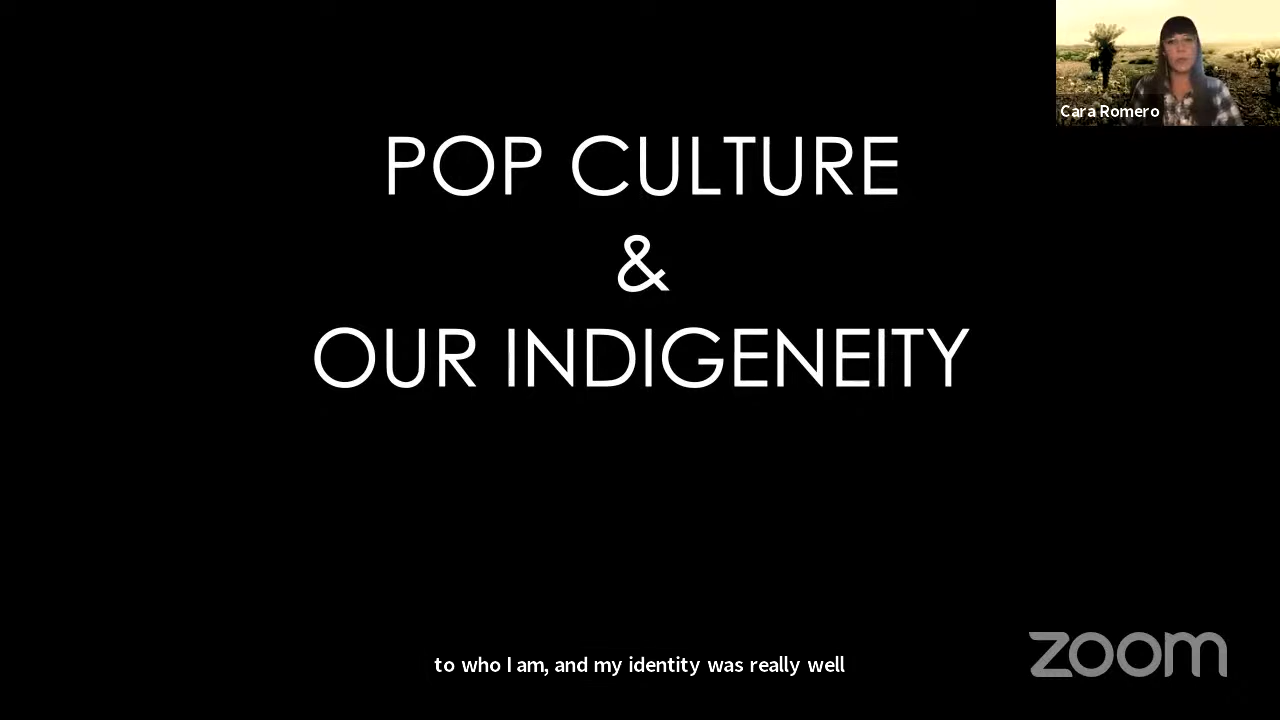 Cara Romero
POP CULTURE
&
OUR INDIGENEITY
to who I am, and my identity was really well
zoom